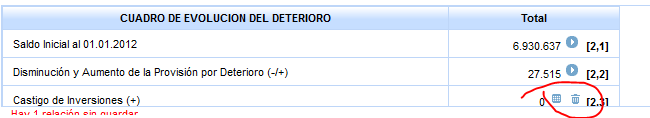 CUADRO DE EVOLUCION DEL DETERIORO Total
Saldo Inicial al 01.01.2012 6.930.637 [2,1]
Disminución y Aumento de la Provisión por Deterioro (-/+) 27.515 [2,2]
Castigo de Inversiones (+) 0 [2,3]
Hay 1 relación sin guardar